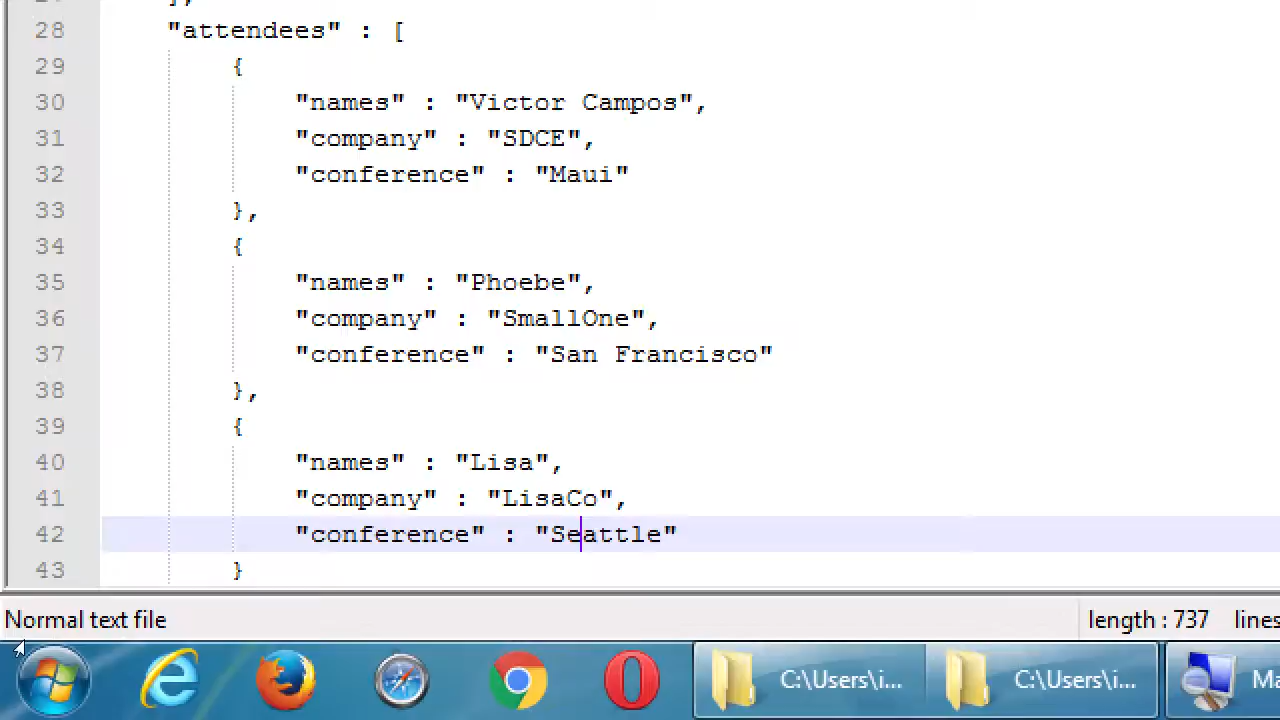 28 "attendees" : [
29 {
30 "names" : "Victor Campos",
31 "company" : "SDCE",
32 "conference" : "Maui"
33 },
34 {
35 "names" : "Phoebe",
36 "company" : "SmallOne",
37 "conference" : "San Francisco"
38 },
39 {
40 "names" : "Lisa",
41 "company" : "LisaCo",
42 "conference" : "Seattle"
43 }
Normal text file length : 737 lines
C:\Users\i... C:\Users\i... Ma